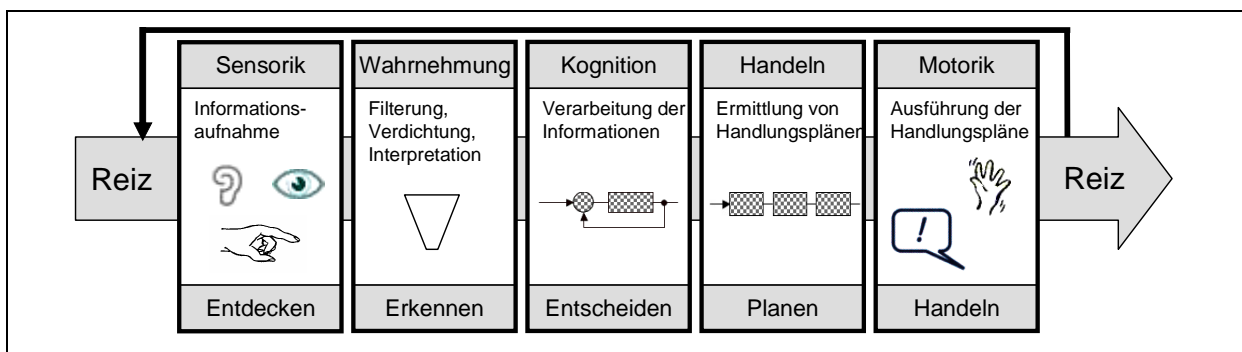 Sensorik
Wahrnehmung
Kognition
Handeln
Motorik
Informations-
aufnahme
Filterung,
Verdichtung,
Interpretation
Verarbeitung der
Informationen
Ermittlung von
Handlungsplänen
Ausführung der
Handlungspläne
Reiz
Reiz
!
Entdecken
Erkennen
Entscheiden
Planen
Handeln